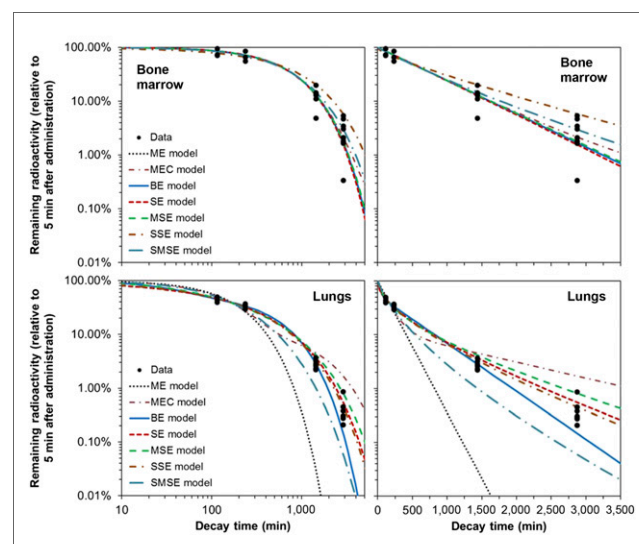 Remaining radioactivity (relative to
5 min after administration)
100.00%
10.00%
1.00%
0.10%
0.01%
Bone
marrow
Data
ME model
MEC model
BE model
SE model
MSE model
SSE model
SMSE model
Bone
marrow
Remaining radioactivity (relative to
5 min after administration)
100.00%
10.00%
1.00%
0.10%
0.01%
Lungs
Data
ME model
MEC model
BE model
SE model
MSE model
SSE model
SMSE model
Lungs
10 100 1,000
Decay time (min)
0 500 1,000 1,500 2,000 2,500 3,000 3,500
Decay time (min)